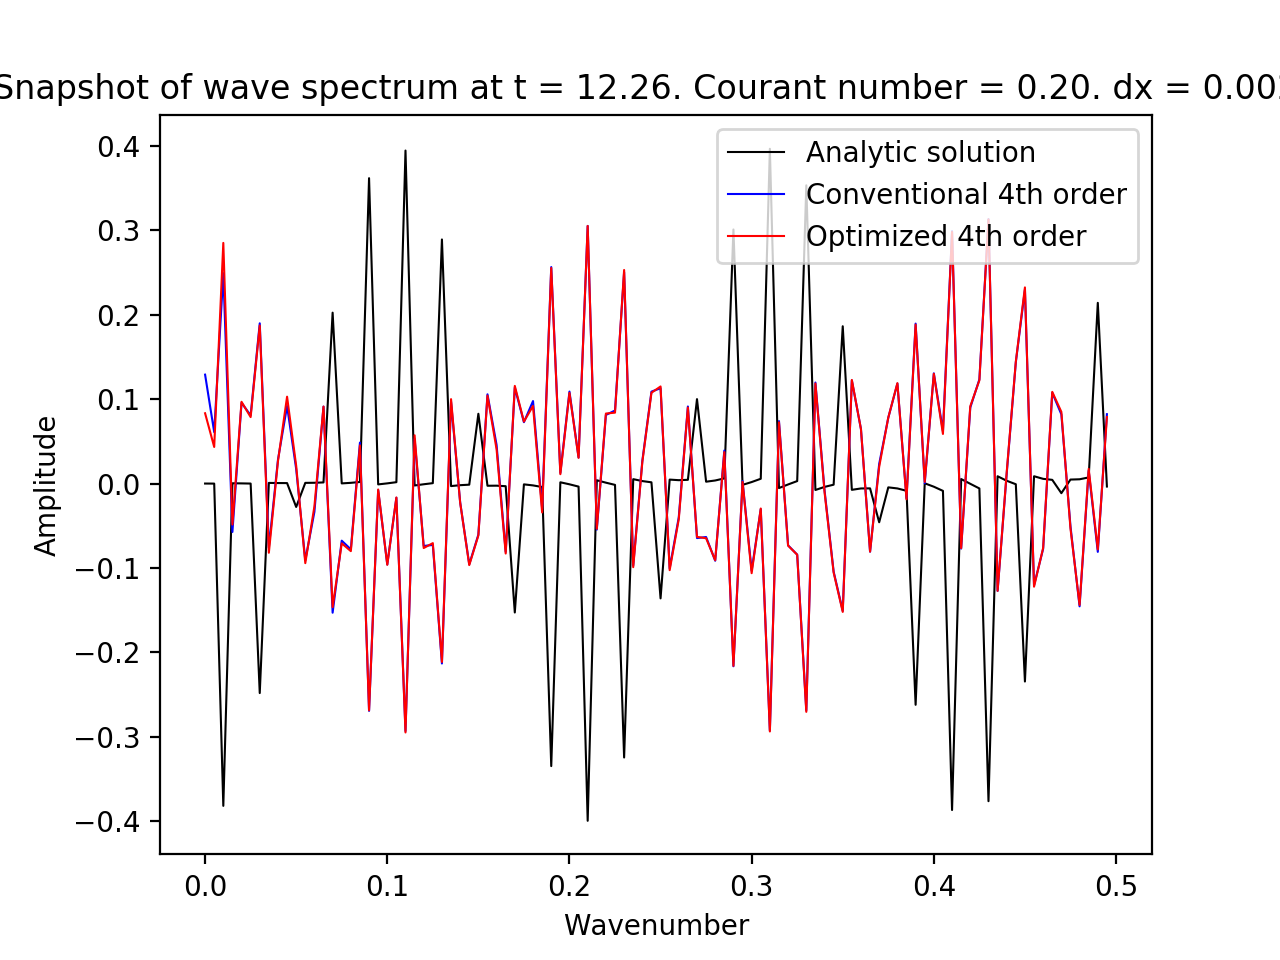 Snapshot of wave spectrum at t = 12.26. Courant number = 0.20. dx =
Analytic solution
Conventional 4th order
Optimized 4th order
Amplitude
0.4
0.3
0.2
0.1
0.0
−0.1
−0.2
−0.3
−0.4
0.0 0.1 0.2 0.3 0.4 0.5
Wavenumber